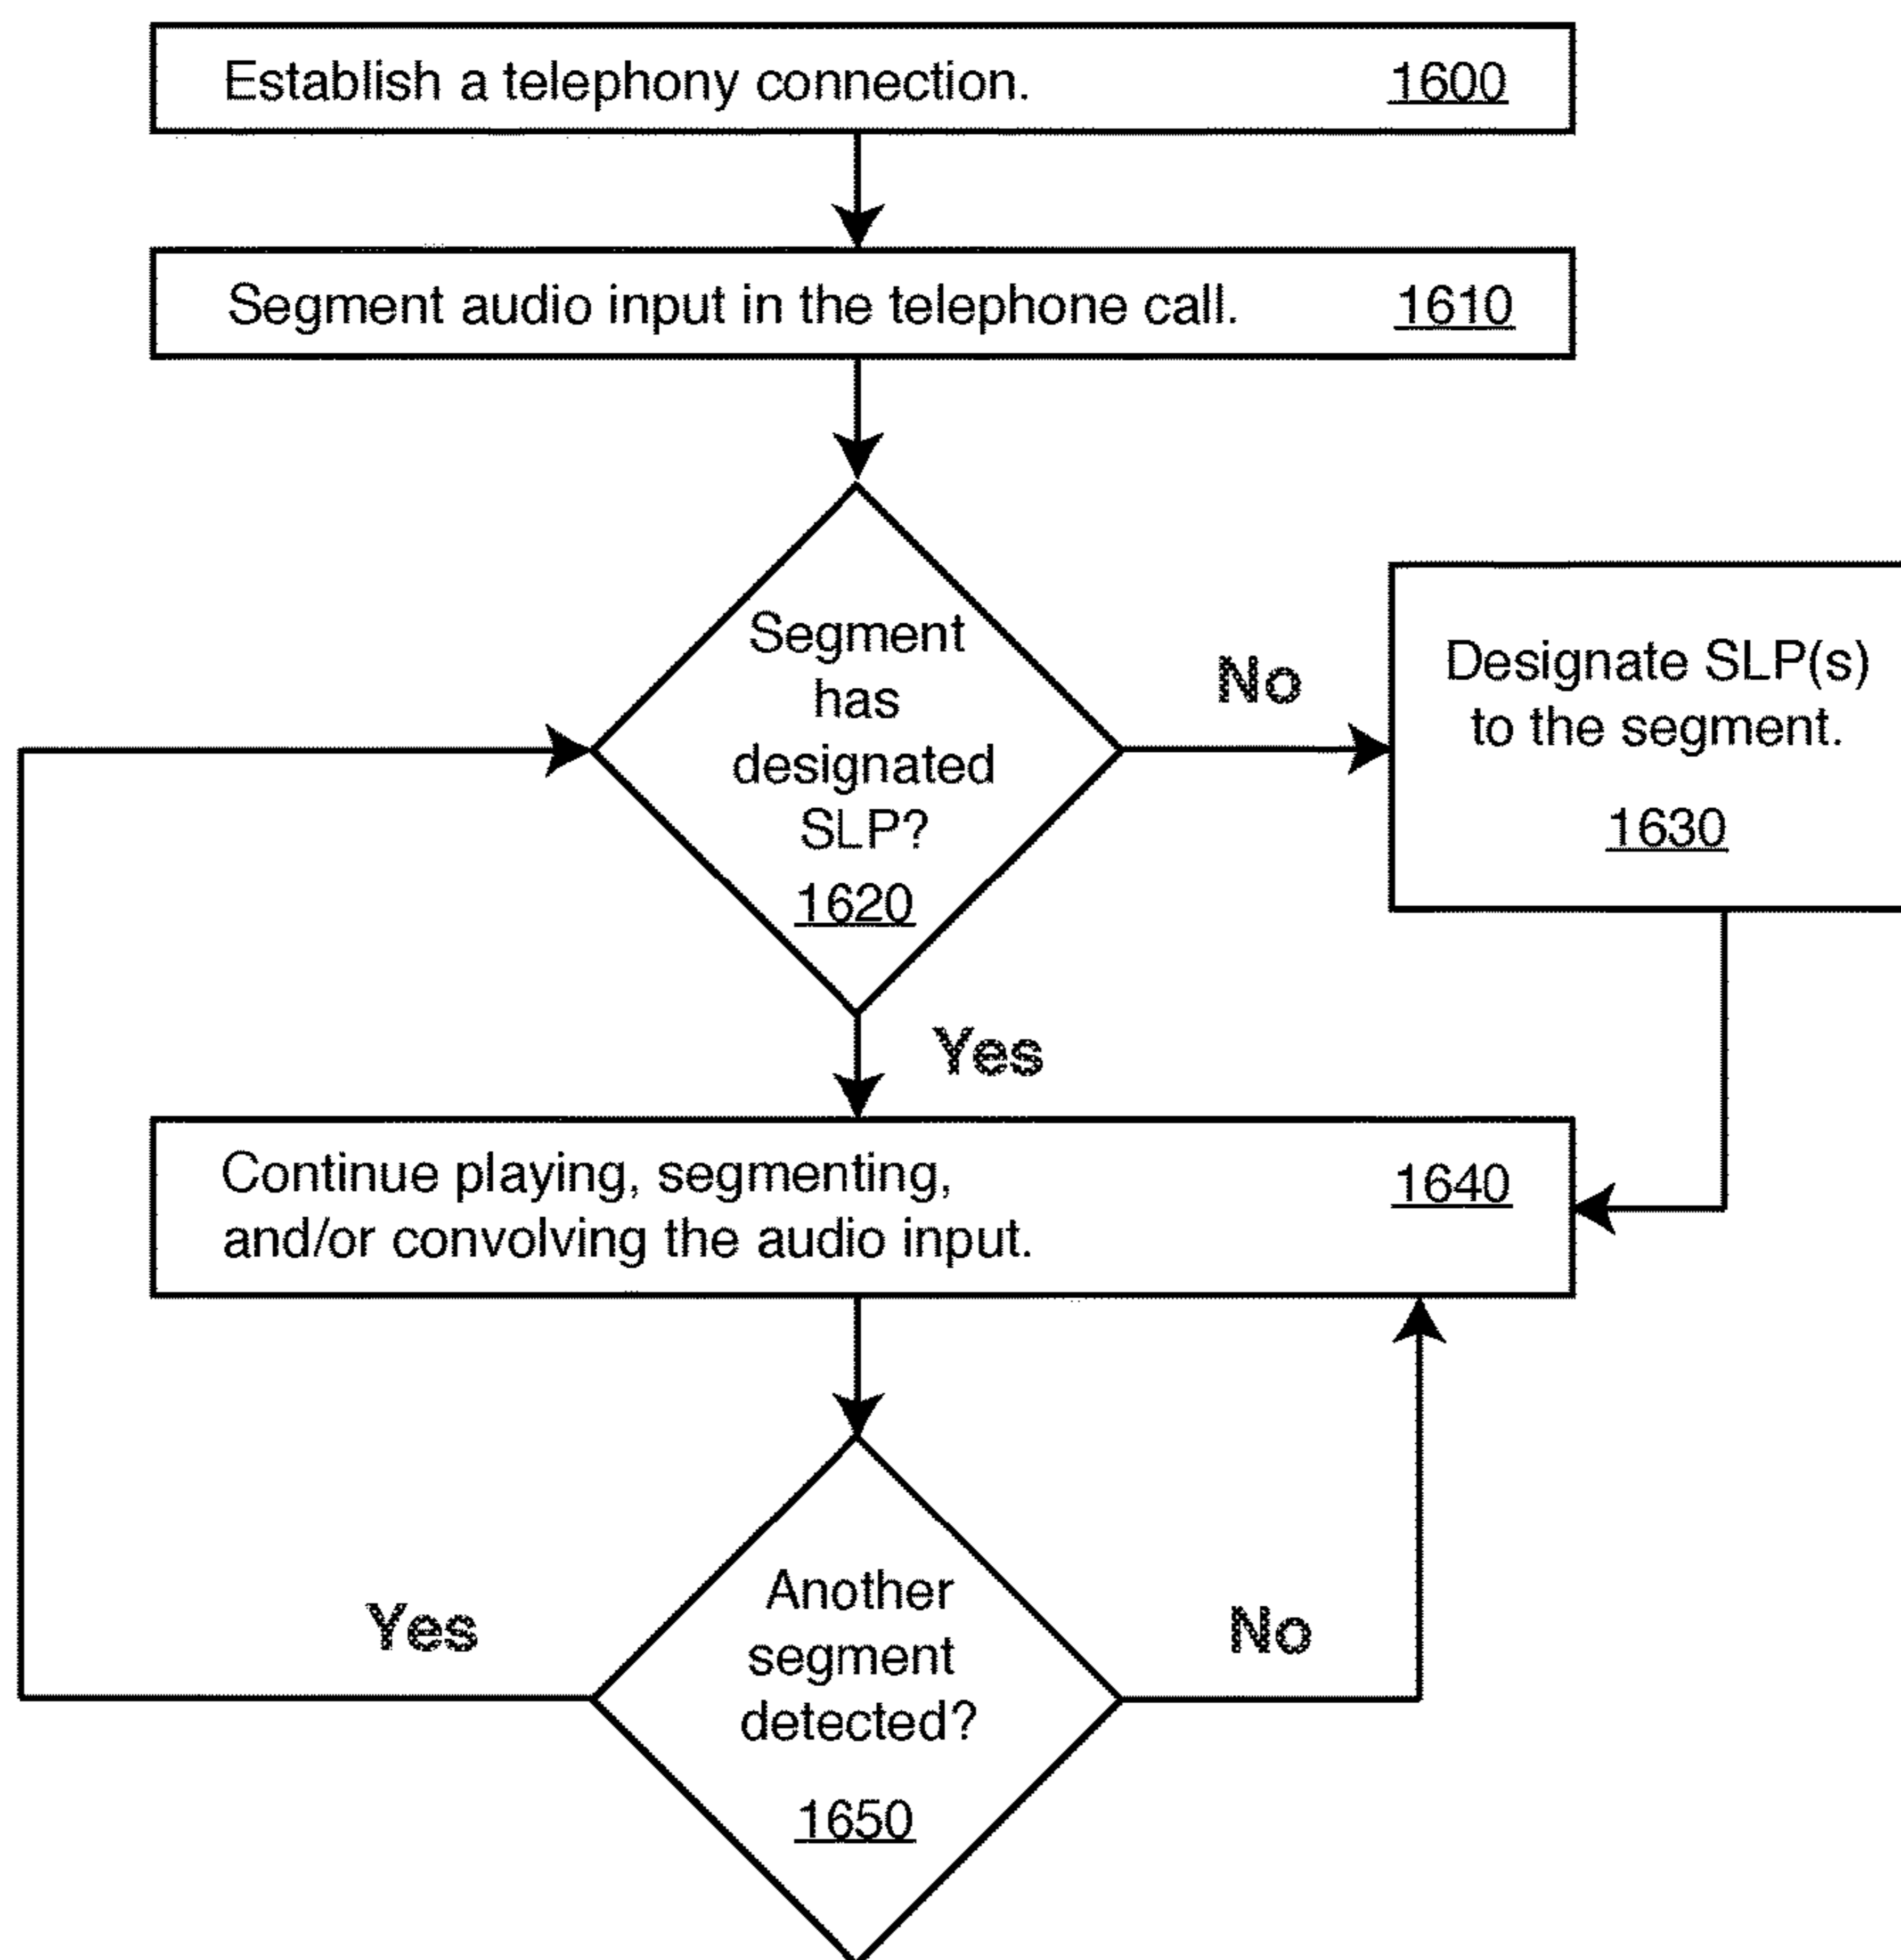 Establish a telephony connection. 1600
Segment audio input in the telephone call. 1610
Segment
has
designated
SLP?
1620
No
Designate SLP(s)
to the segment.
1630
Yes
Continue playing, segmenting, 1640
and/or convolving the audio input.
Another
segment
detected?
1650
Yes
No